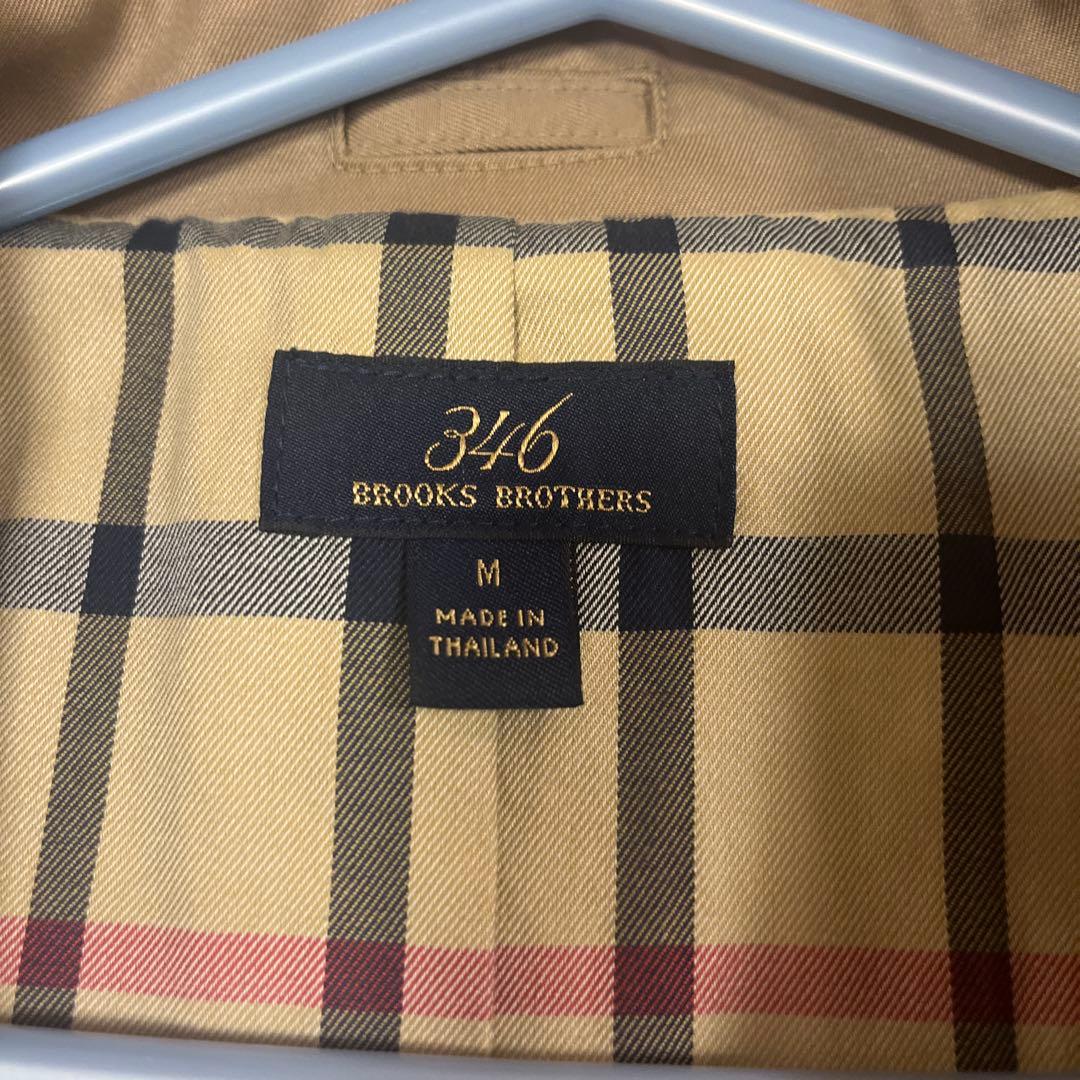 346
BROOKS BROTHERS
M
MADE IN
THAILAND